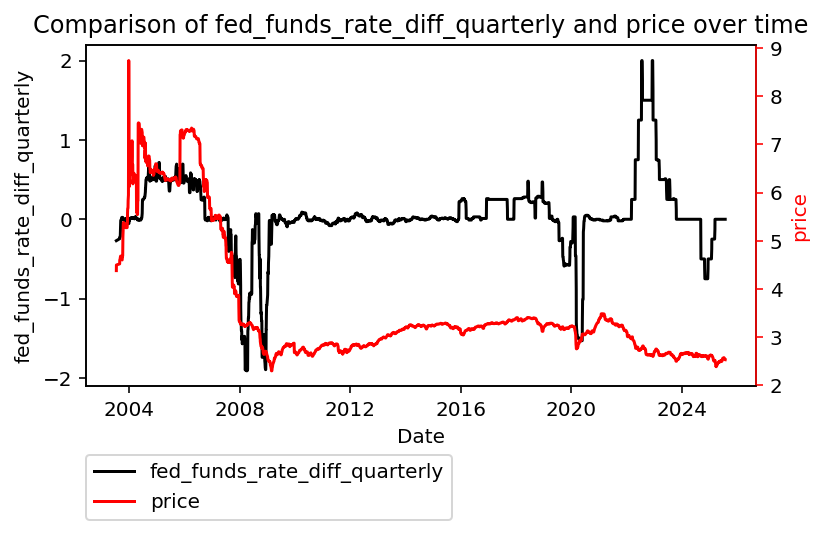 Comparison of fed_funds_rate_diff_quarterly and price over time
fed_funds_rate_diff_quarterly
2
1
0
−1
−2
9
8
7
6
5
4
3
2
price
2004 2008 2012 2016 2020 2024
Date
fed_funds_rate_diff_quarterly
price